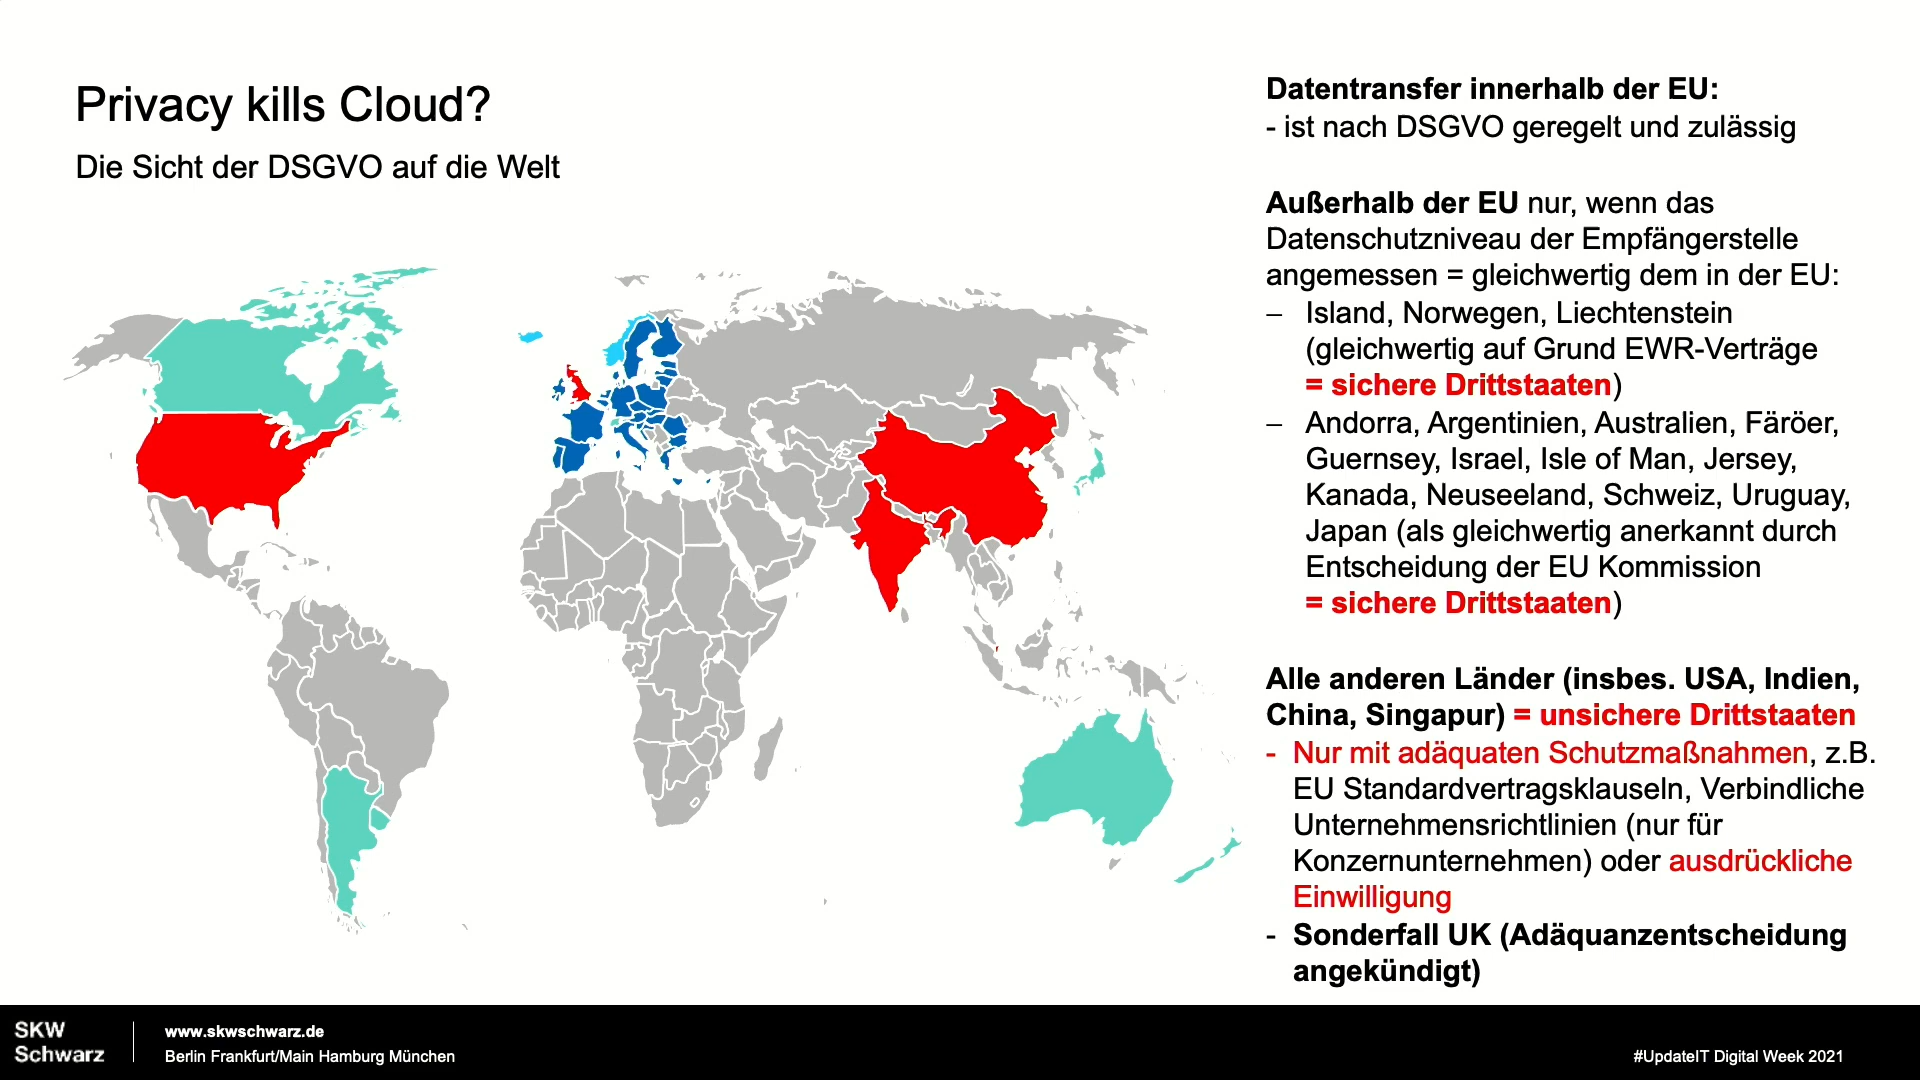 Privacy kills Cloud?
Die Sicht der DSGVO auf die Welt
Datentransfer innerhalb der EU:
- ist nach DSGVO geregelt und zulässig
Außerhalb der EU nur, wenn das
Datenschutzniveau der Empfängerstelle
angemessen = gleichwertig dem in der EU:
– Island, Norwegen, Liechtenstein
(gleichwertig auf Grund EWR-Verträge
= sichere Drittstaaten)
– Andorra, Argentinien, Australien, Färöer,
Guernsey, Israel, Isle of Man, Jersey,
Kanada, Neuseeland, Schweiz, Uruguay,
Japan (als gleichwertig anerkannt durch
Entscheidung der EU Kommission
= sichere Drittstaaten)
Alle anderen Länder (insbes. USA, Indien,
China, Singapur) = unsichere Drittstaaten
- Nur mit adäquaten Schutzmaßnahmen, z.B.
EU Standardvertragsklauseln, Verbindliche
Unternehmensrichtlinien (nur für
Konzernunternehmen) oder ausdrückliche
Einwilligung
- Sonderfall UK (Adäquanzentscheidung
angekündigt)
SKW
Schwarz
www.skwschwarz.de
Berlin Frankfurt/Main Hamburg München
#UpdateIT Digital Week 2021